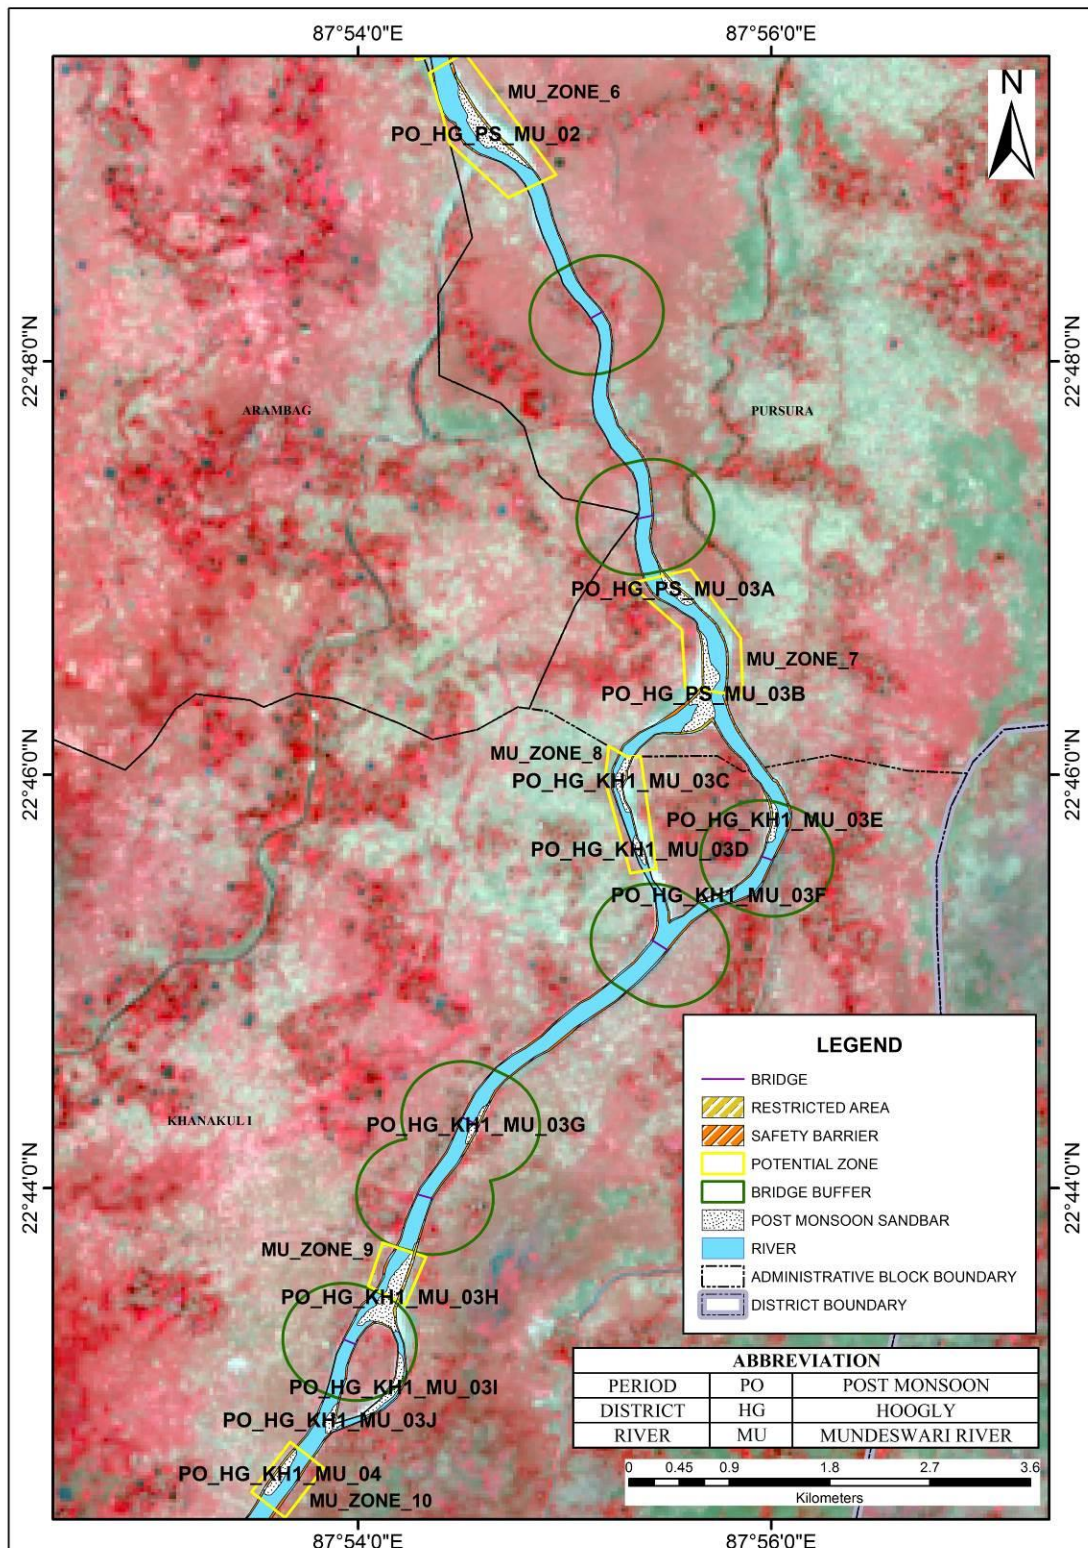 87°54'0"E
87°56'0"E
N
MU_ZONE_6
PO_HG_PS_MU_02
22°48'0"N
22°48'0"N
ARAMBAG
PURSURA
PO_HG_PS_MU_03A
MU_ZONE_7
PO_HG_PS_MU_03B
MU_ZONE_8
22°46'0"N
22°46'0"N
PO_HG_KH1_MU_03C
PO_HG_KH1_MU_03E
PO_HG_KH1_MU_03D
PO_HG_KH1_MU_03F
LEGEND
BRIDGE
RESTRICTED AREA
SAFETY BARRIER
POTENTIAL ZONE
BRIDGE BUFFER
POST MONSOON SANDBAR
RIVER
ADMINISTRATIVE BLOCK BOUNDARY
DISTRICT BOUNDARY
KHANAKUL I
PO_HG_KH1_MU_03G
22°44'0"N
22°44'0"N
MU_ZONE_9
PO_HG_KH1_MU_03H
PO_HG_KH1_MU_03I
PO_HG_KH1_MU_03J
PO_HG_KH1_MU_04
MU_ZONE_10
ABBREVIATION
PERIOD PO POST MONSOON
DISTRICT HG HOOGLY
RIVER MU MUNDESWARI RIVER
0 0.45 0.9 1.8 2.7 3.6
Kilometers
87°54'0"E
87°56'0"E